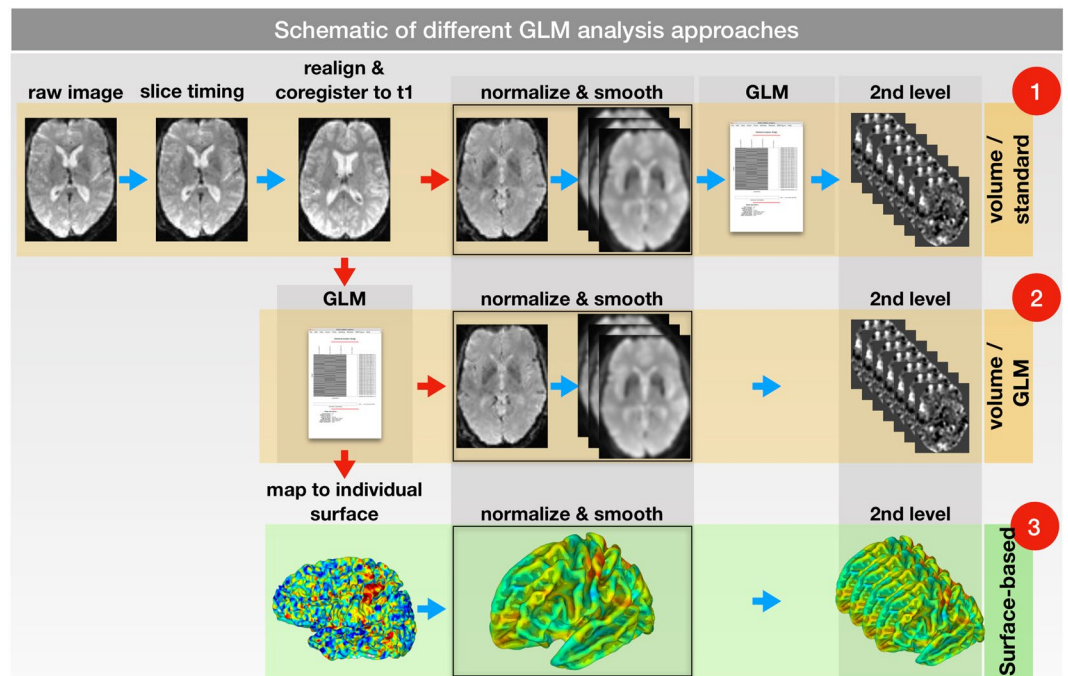 Schematic of different GLM analysis approaches
realign &
raw image slice timing coregister to t1 normalize & smooth GLM 2nd level
1
volume /
standard
GLM normalize & smooth 2nd level
2
volume /
GLM
map to individual
surface normalize & smooth 2nd level
3
Surface-based